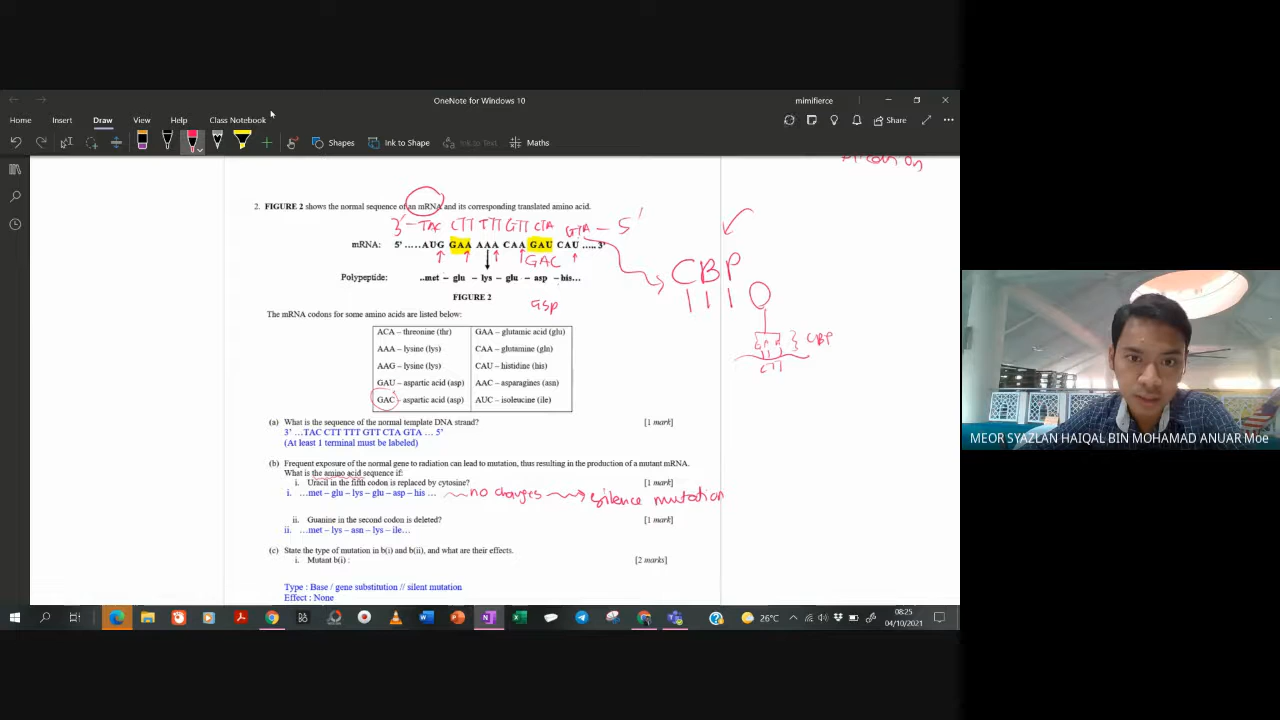 OneNote for Windows 10
mimifierce
Home Insert Draw View Help Class Notebook
Share
Shapes Ink to Shape Ink to Text Maths
2. FIGURE 2 shows the normal sequence of an mRNA and its corresponding translated amino acid.
3' - TAC CTT TTT GTT CTA GTA - 5'
mRNA: 5' …..AUG GAA AAA CAA GAU CAU ….. 3'
GAC
Polypeptide: ..met – glu – lys – glu – asp – his…
asp
FIGURE 2
CBP
CBP
CTT
The mRNA codons for some amino acids are listed below:
ACA – threonine (thr) GAA – glutamic acid (glu)
AAA – lysine (lys) CAA – glutamine (gln)
AAG – lysine (lys) CAU – histidine (his)
GAU – aspartic acid (asp) AAC – asparagines (asn)
GAC – aspartic acid (asp) AUC – isoleucine (ile)
(a) What is the sequence of the normal template DNA strand? [1 mark]
3' …TAC CTT TTT GTT CTA GTA … 5'
(At least 1 terminal must be labeled)
(b) Frequent exposure of the normal gene to radiation can lead to mutation, thus resulting in the production of a mutant mRNA.
What is the amino acid sequence if:
i. Uracil in the fifth codon is replaced by cytosine? [1 mark]
i. …met – glu – lys – glu – asp – his … no changes silence mutation
ii. Guanine in the second codon is deleted? [1 mark]
ii. …met – lys – asn – lys – ile…
(c) State the type of mutation in b(i) and b(ii), and what are their effects.
i. Mutant b(i) : [2 marks]
Type : Base / gene substitution // silent mutation
Effect : None
MEOR SYAZLAN HAIQAL BIN MOHAMAD ANUAR Moe
26°C
08:25
04/10/2021